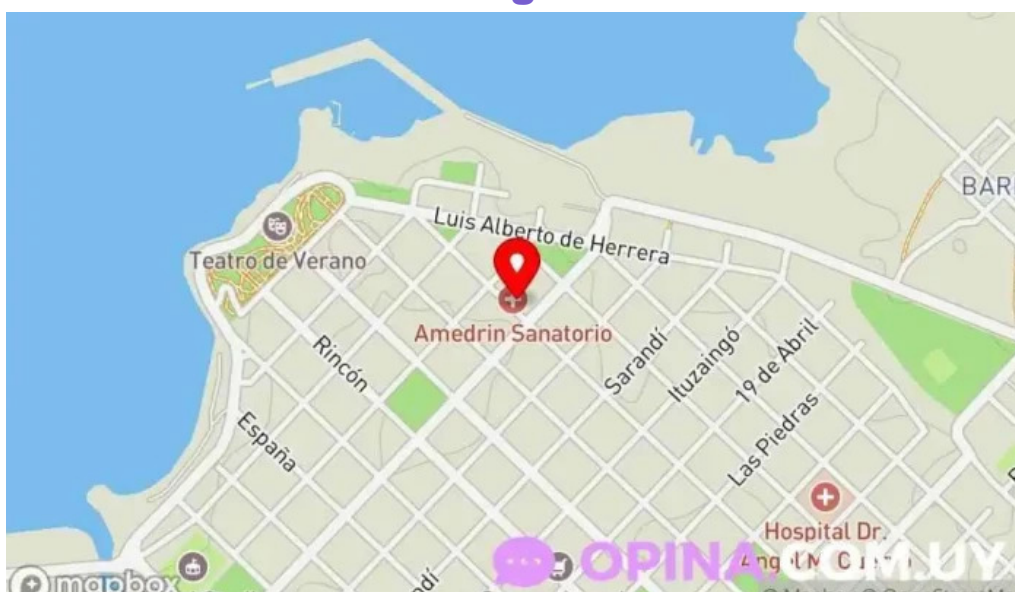 BARI
Luis Alberto de Herrera
Teatro de Verano
Amedrin Sanatorio
Rincón
Sarandí
Ituzaingó
19 de Abril
España
Las Piedras
Hospital Dr.
OPINA.COM.UY
mapbox